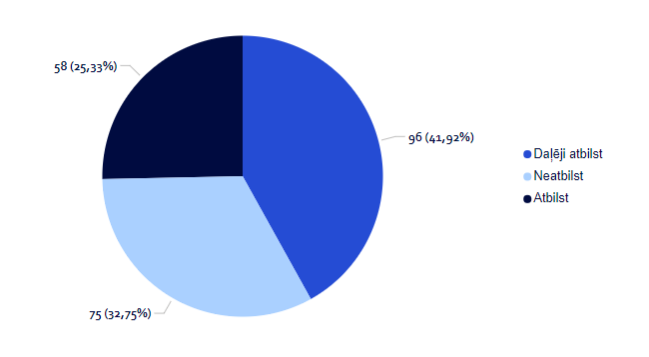 58 (25,33%)
96 (41,92%)
75 (32,75%)
Daļēji atbilst
Neatbilst
Atbilst